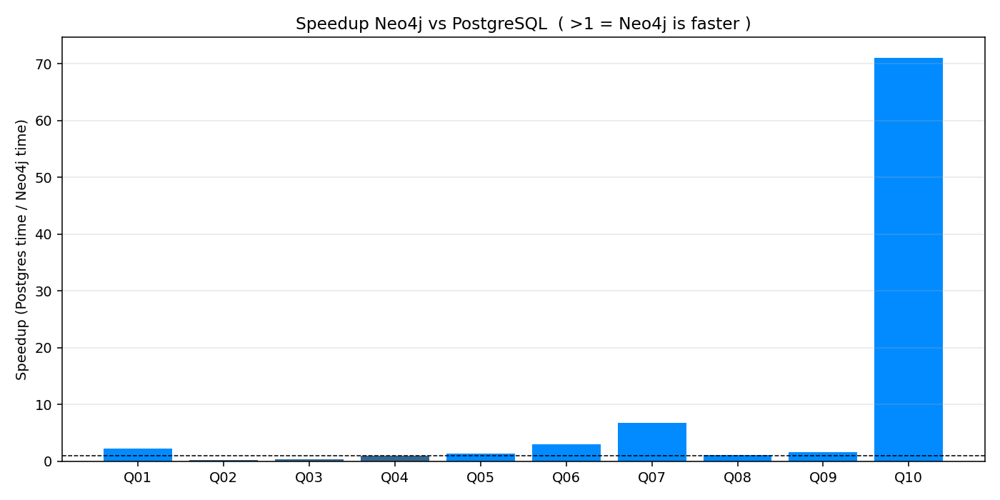 Speedup Neo4j vs PostgreSQL  ( >1 = Neo4j is faster )
Speedup (Postgres time / Neo4j time)
70
60
50
40
30
20
10
0
Q01 Q02 Q03 Q04 Q05 Q06 Q07 Q08 Q09 Q10